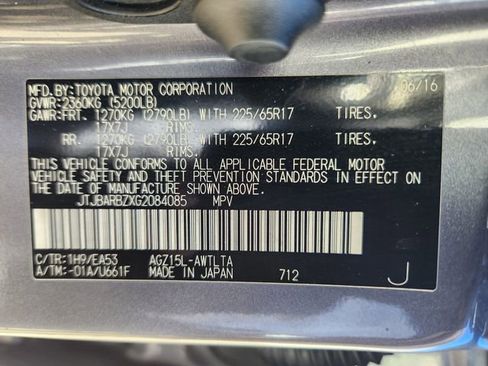 MFD.BY:TOYOTA MOTOR CORPORATION 06/16
GVWR:2360KG (5200LB)
GAWR:FRT. 1270KG (2790LB) WITH 225/65R17 TIRES.
17X7J RIMS.
RR. 1270KG (2790LB) WITH 225/65R17 TIRES.
17X7J RIMS.
THIS VEHICLE CONFORMS TO ALL APPLICABLE FEDERAL MOTOR
VEHICLE SAFETY AND THEFT PREVENTION STANDARDS IN EFFECT ON
THE DATE OF MANUFACTURE SHOWN ABOVE.
JTJBARBZXG2084085 MPV
C/TR:1H9/EA53 AGZ15L-AWTLTA
A/TM:-01A/U661F MADE IN JAPAN 712 J